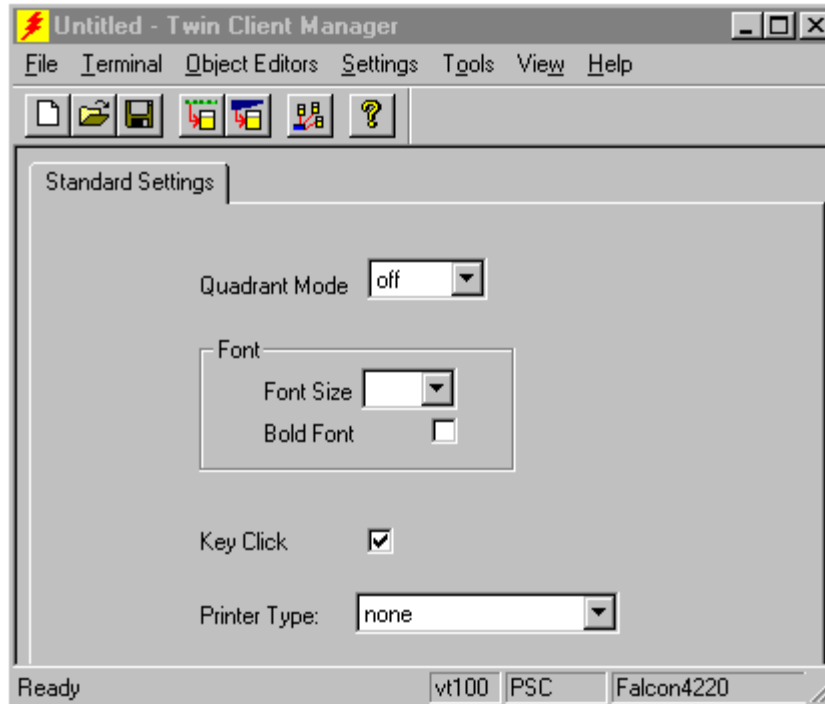 Untitled - Twin Client Manager
File Terminal Object Editors Settings Tools View Help
Standard Settings
Quadrant Mode off
Font
Font Size
Bold Font
Key Click
Printer Type: none
Ready vt100 PSC Falcon4220